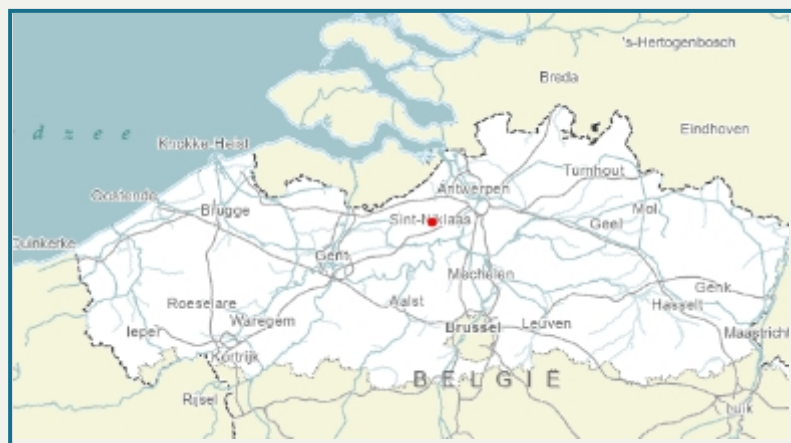 's-Hertogenbosch
Breda
Eindhoven
d z e e
Knokke-Heist
Turnhout
Antwerpen
Oostende
Mol
Brugge
Sint-Niklaas
Geel
Duinkerke
Gent
Mechelen
Genk
Roeselare
Aalst
Hasselt
Waregem
Ieper
Brussel
Leuven
Maastricht
Kortrijk
BELGIË
Rijsel
Luik